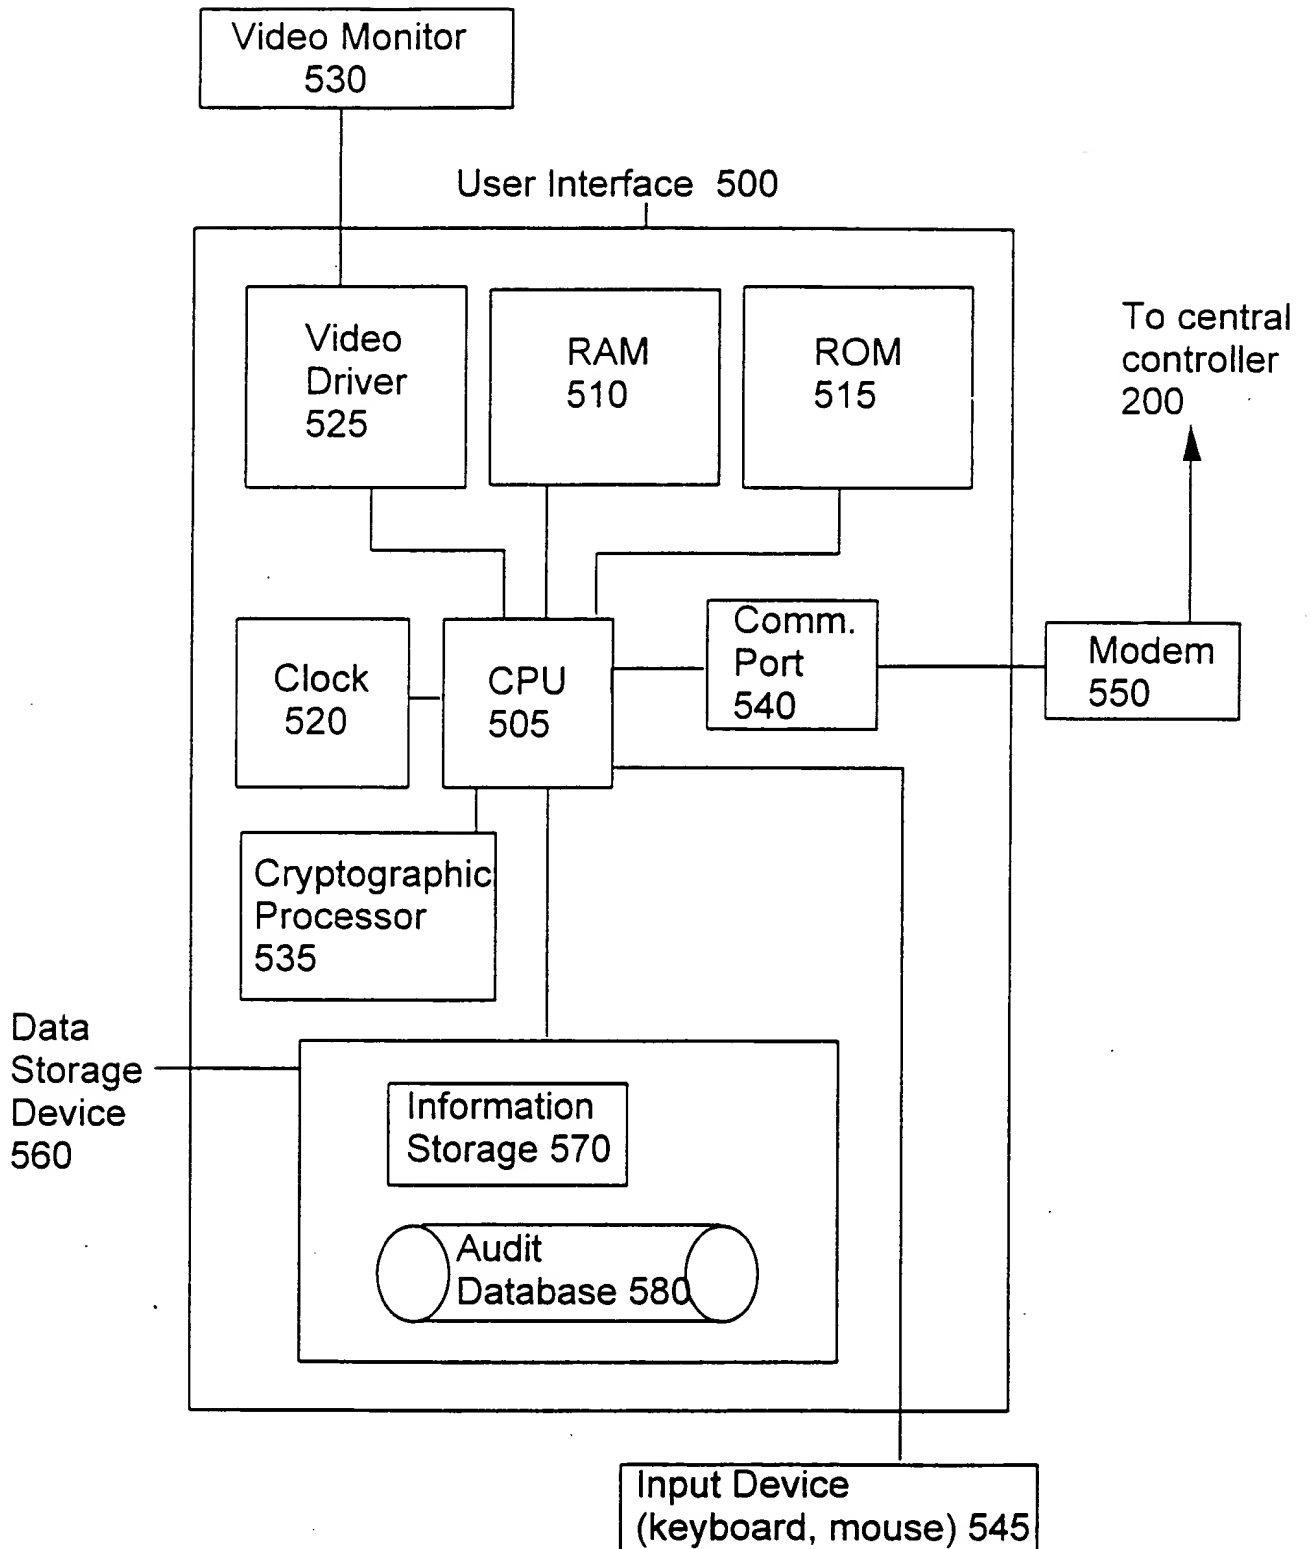 Video Monitor
530
User Interface 500
Video
Driver
525
RAM
510
ROM
515
To central
controller
200
Clock
520
CPU
505
Comm.
Port
540
Modem
550
Cryptographic
Processor
535
Data
Storage
Device
560
Information
Storage 570
Audit
Database 580
Input Device
(keyboard, mouse) 545